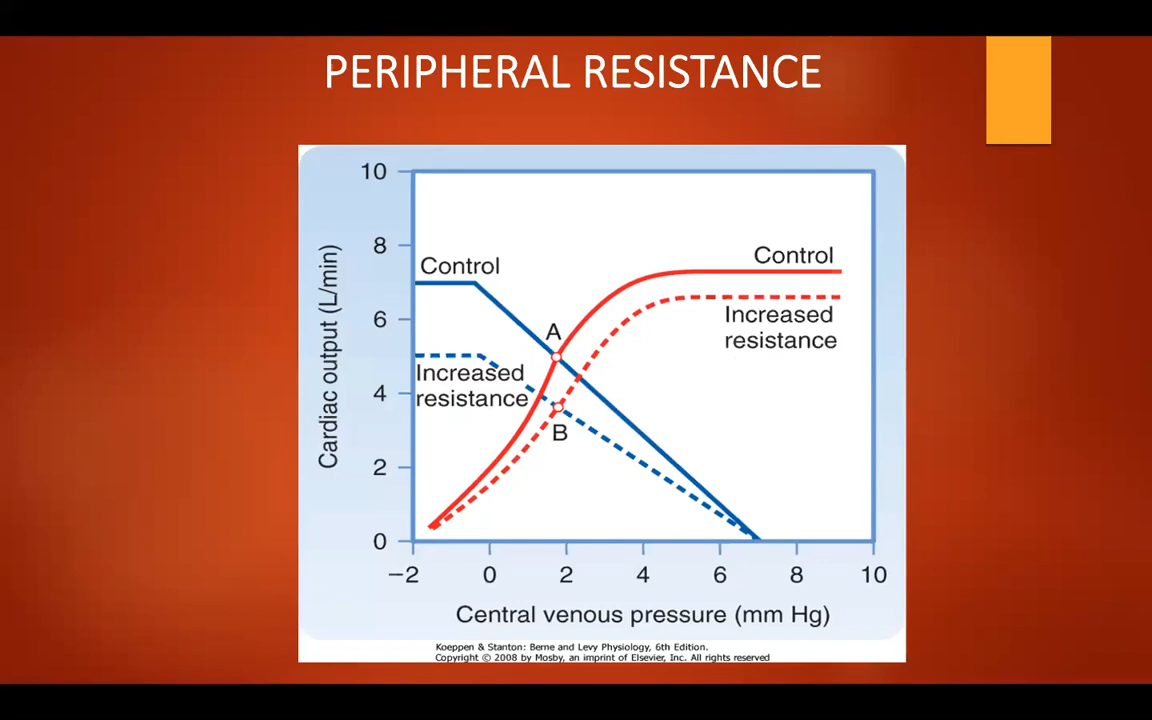 PERIPHERAL RESISTANCE
10
8
6
4
2
0
Cardiac output (L/min)
Control
Control
A
Increased
resistance
Increased
resistance
B
−2 0 2 4 6 8 10
Central venous pressure (mm Hg)
Koeppen & Stanton: Berne and Levy Physiology, 6th Edition.
Copyright © 2008 by Mosby, an imprint of Elsevier, Inc. All rights reserved